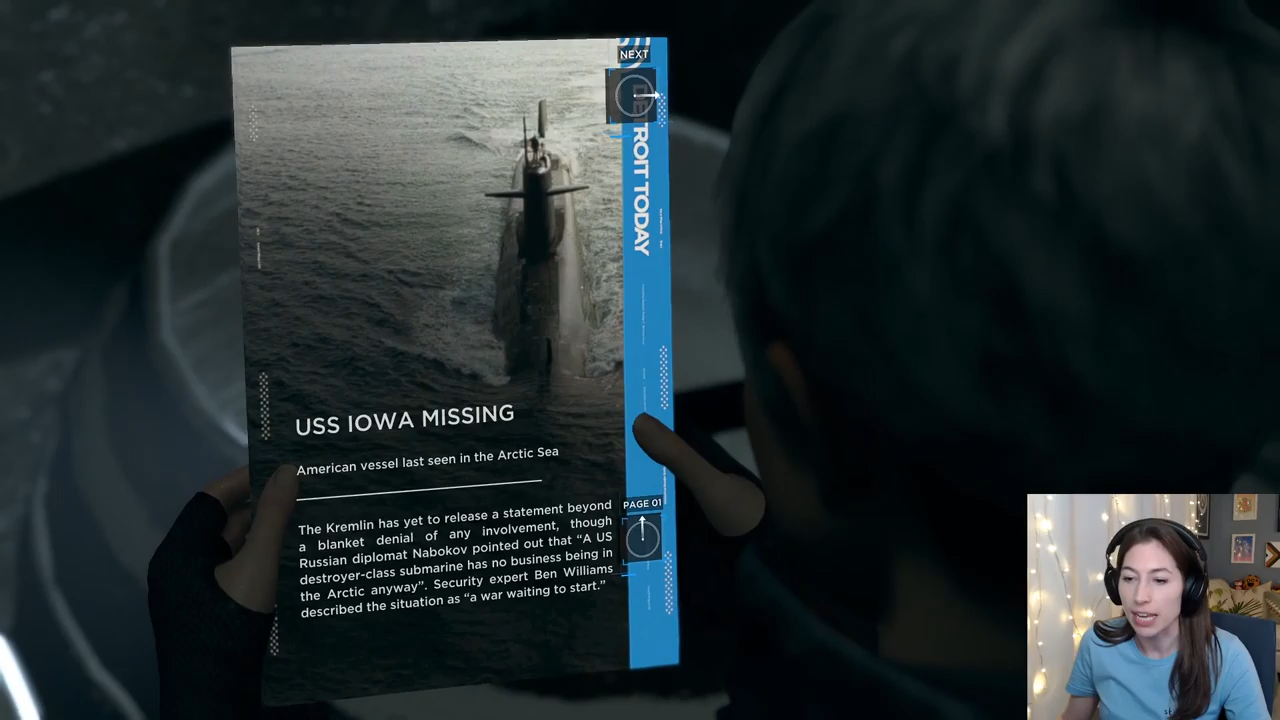 NEXT
DETROIT TODAY
USS IOWA MISSING
American vessel last seen in the Arctic Sea
PAGE 01
The Kremlin has yet to release a statement beyond
a blanket denial of any involvement, though
Russian diplomat Nabokov pointed out that “A US
destroyer-class submarine has no business being in
the Arctic anyway”. Security expert Ben Williams
described the situation as “a war waiting to start.”